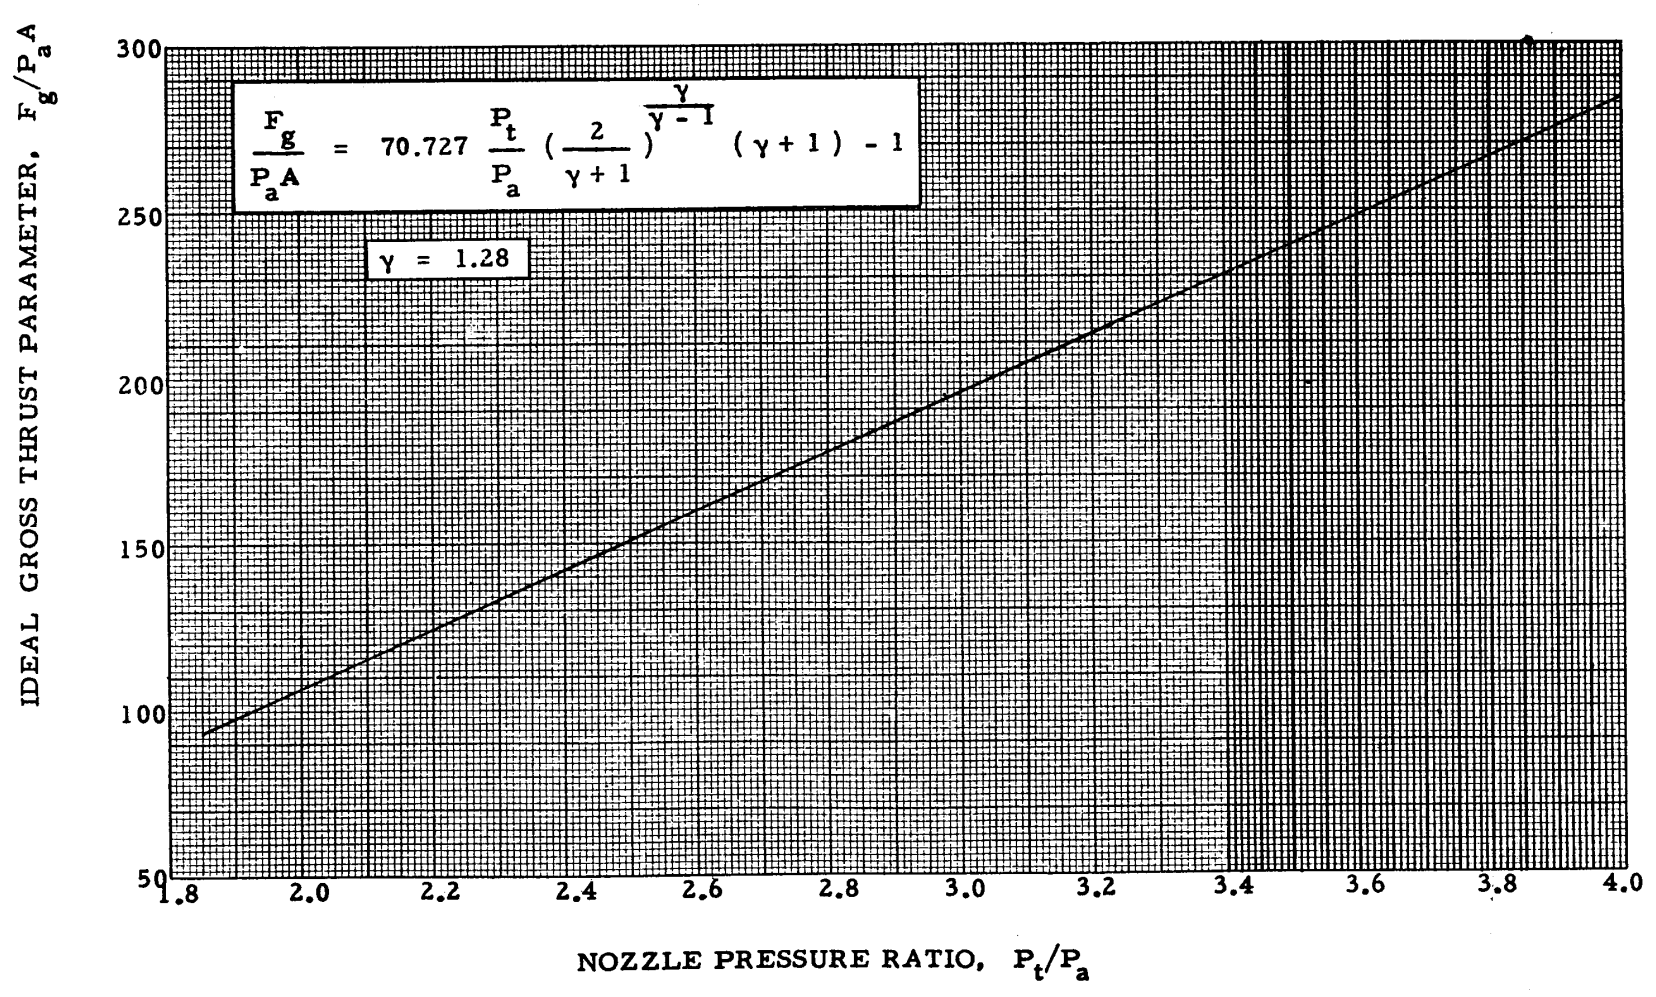 IDEAL GROSS THRUST PARAMETER, Fg/PaA
300
250
200
150
100
50
Fg/PaA = 70.727 Pt/Pa (2/γ + 1)^γ/γ - 1 (γ + 1) - 1
γ = 1.28
1.8 2.0 2.2 2.4 2.6 2.8 3.0 3.2 3.4 3.6 3.8 4.0
NOZZLE PRESSURE RATIO, Pt/Pa